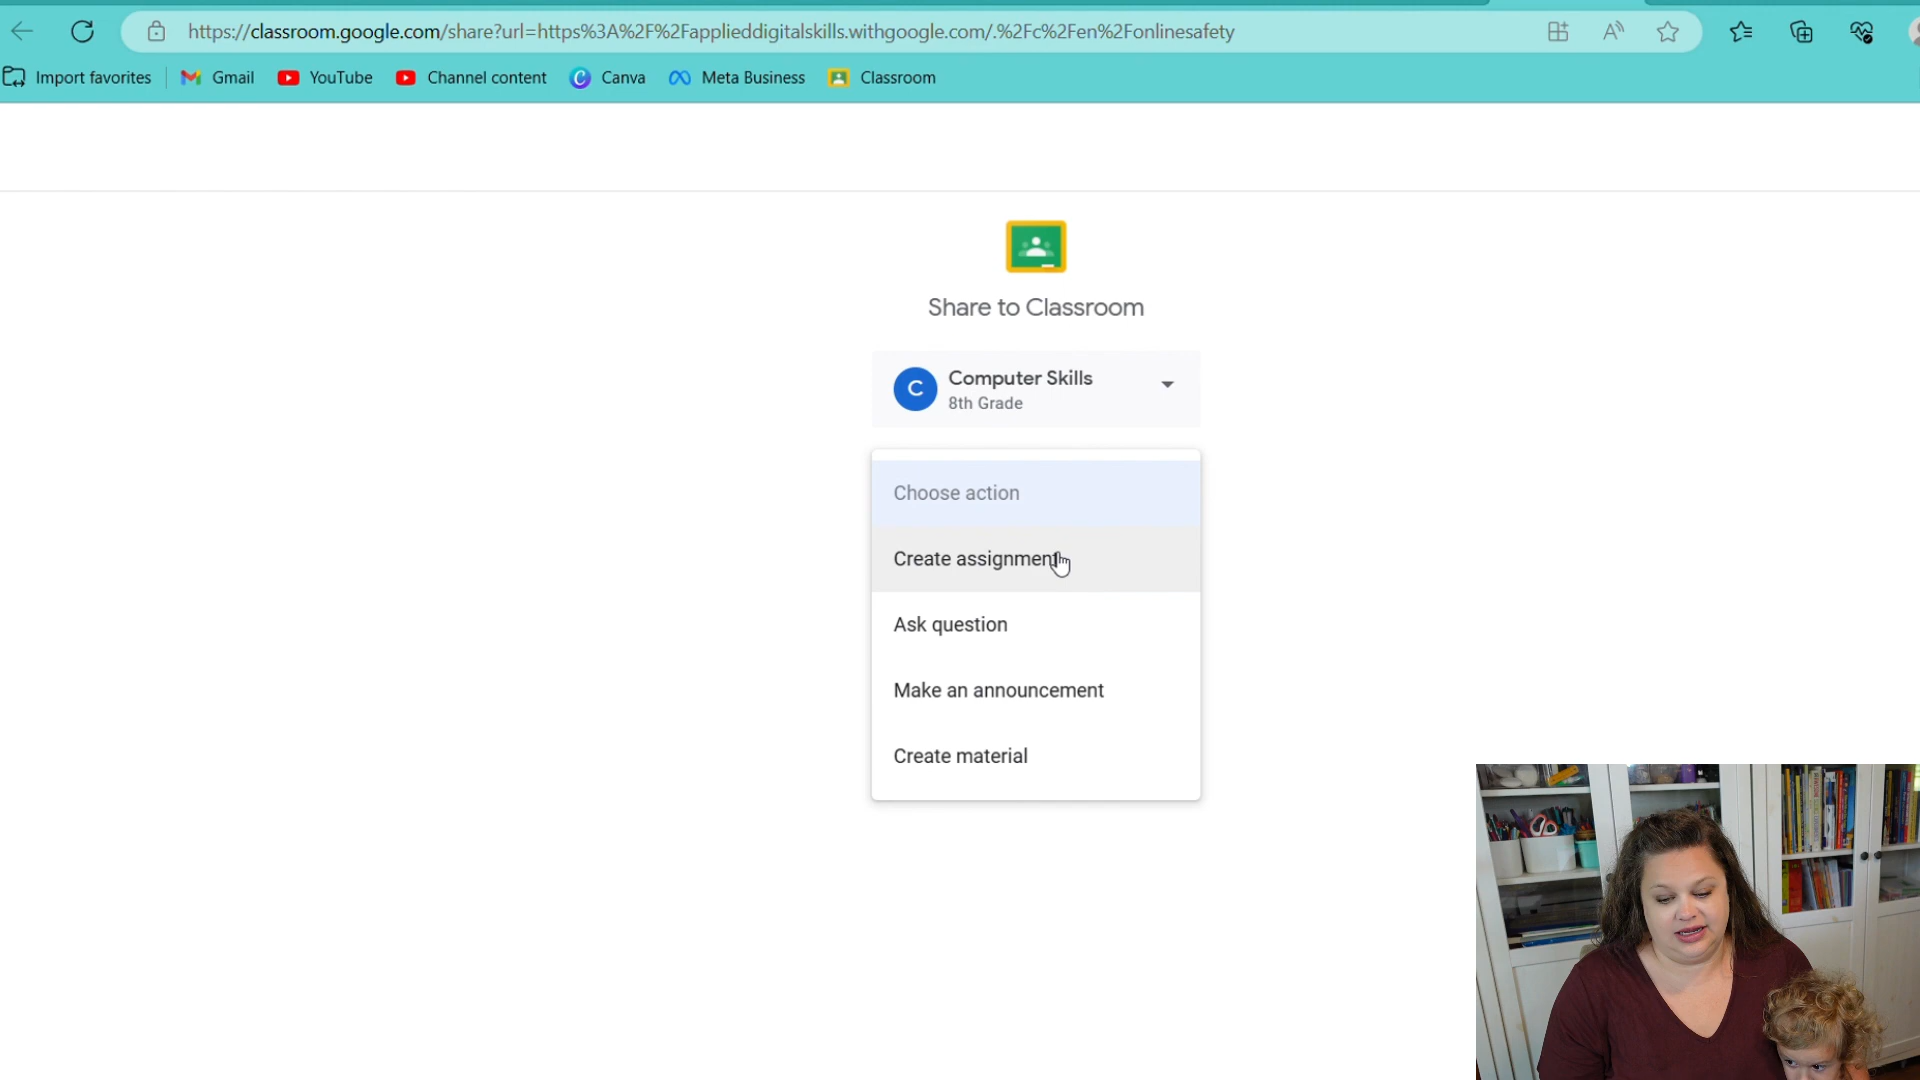 https://classroom.google.com/share?url=https%3A%2F%2Fapplieddigitalskills.withgoogle.com/.%2Fc%2Fen%2Fonlinesafety
Import favorites Gmail YouTube Channel content Canva Meta Business Classroom
Share to Classroom
C Computer Skills
8th Grade
Choose action
Create assignment
Ask question
Make an announcement
Create material